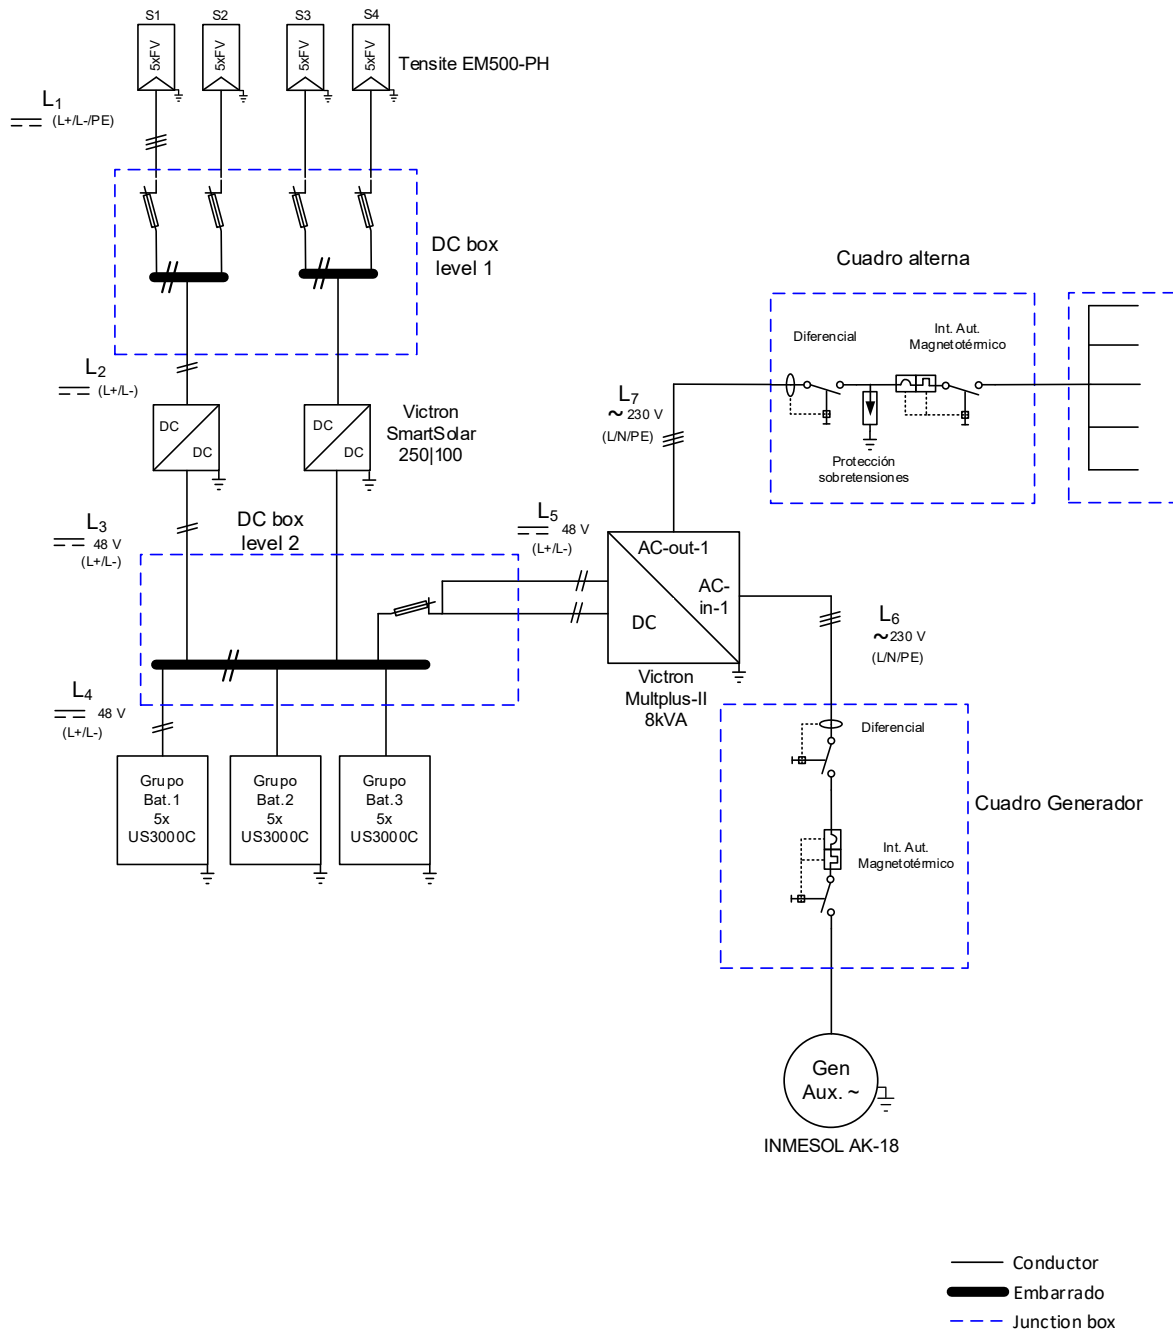 S1
S2
S3
S4
5xFV
5xFV
5xFV
5xFV
Tensite EM500-PH
L1
(L+/L-/PE)
DC box
level 1
Cuadro alterna
Diferencial
Int. Aut.
Magnetotérmico
L2
(L+/L-)
DC
DC
DC
DC
Victron
SmartSolar
250|100
L7
~ 230 V
(L/N/PE)
Protección
sobretensiones
L3
48 V
(L+/L-)
DC box
level 2
L5
48 V
(L+/L-)
AC-out-1
AC-
in-1
DC
L6
~230 V
(L/N/PE)
Victron
Multplus-II
8kVA
L4
48 V
(L+/L-)
Diferencial
Grupo
Bat.1
5x
US3000C
Grupo
Bat.2
5x
US3000C
Grupo
Bat.3
5x
US3000C
Cuadro Generador
Int. Aut.
Magnetotérmico
Gen
Aux. ~
INMESOL AK-18
Conductor
Embarrado
Junction box